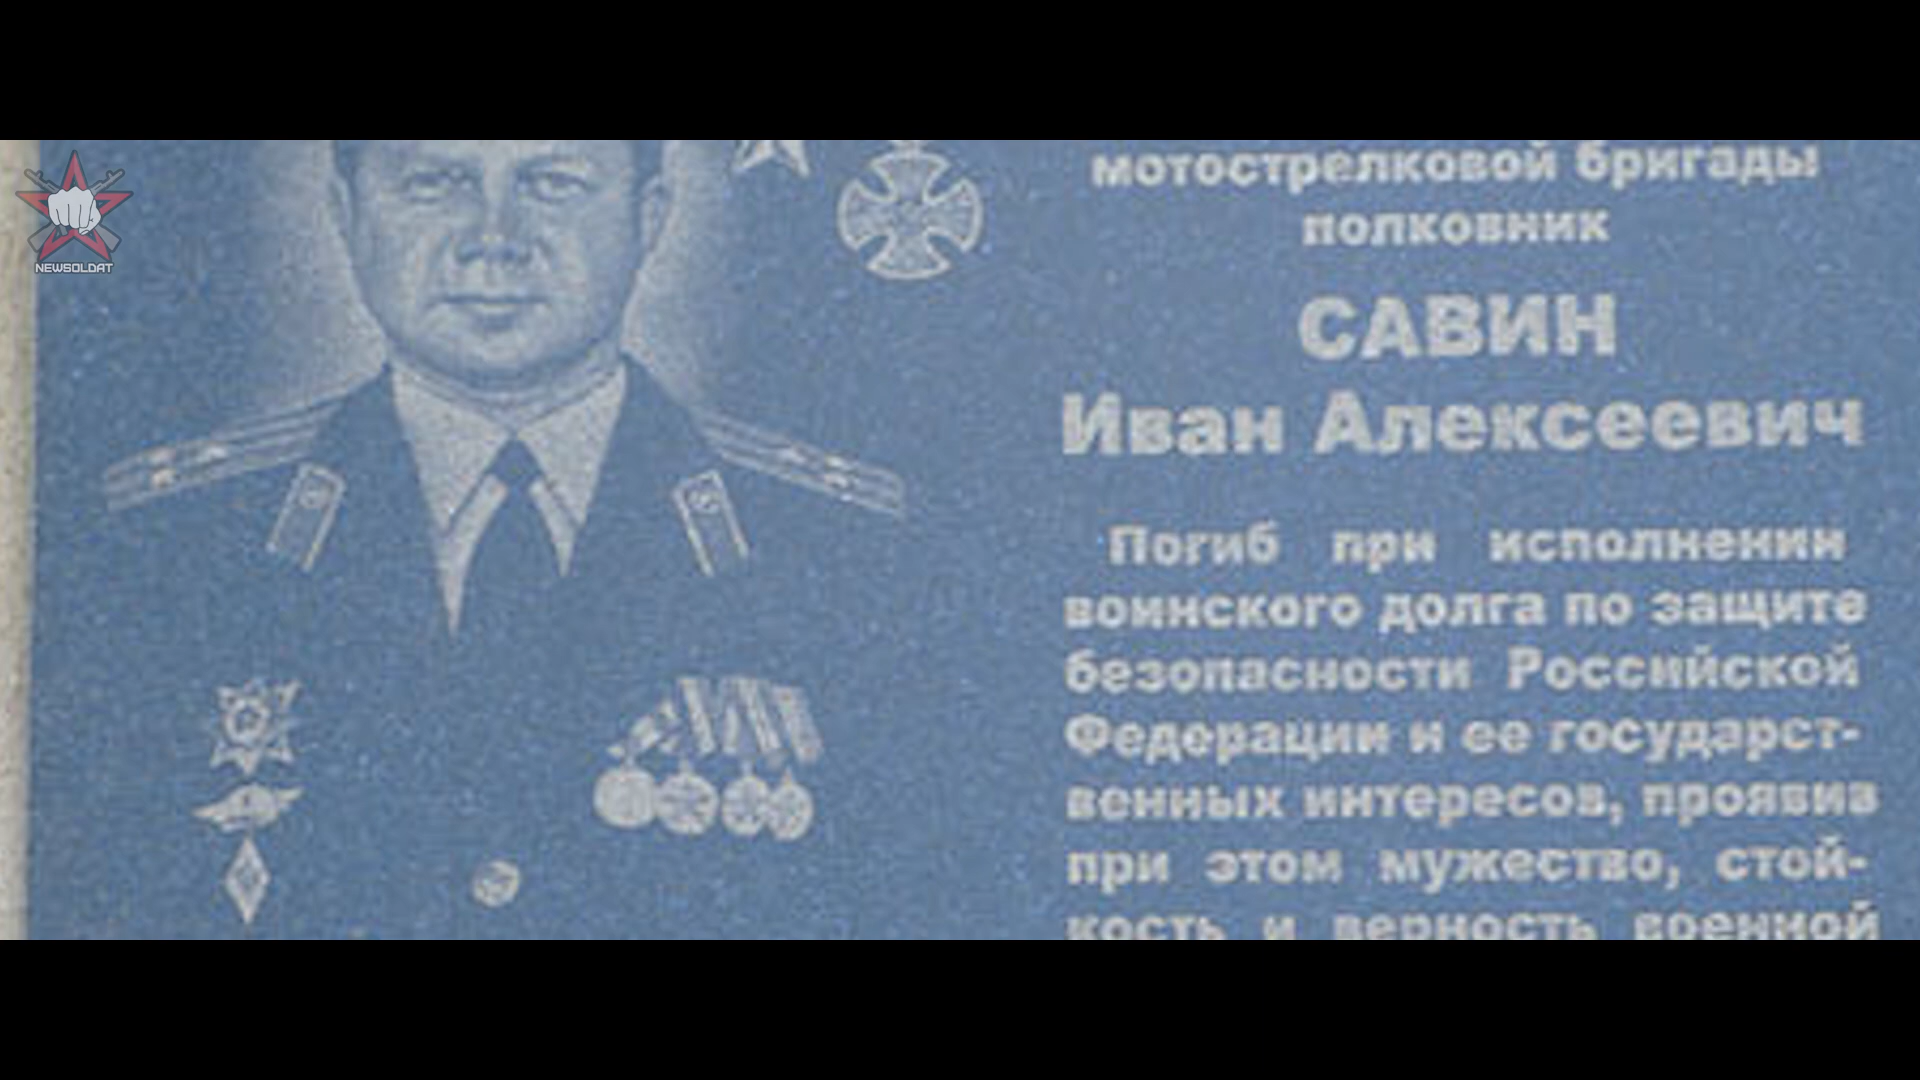 NEWSOLDAT
мотострелковой бригады
полковник
САВИН
Иван Алексеевич
Погиб при исполнении
воинского долга по защите
безопасности Российской
Федерации и ее государст-
венных интересов, проявив
при этом мужество, стой-
кость и верность военной